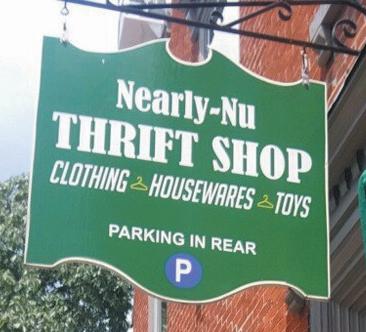 Nearly-Nu
THRIFT SHOP
CLOTHING HOUSEWARES TOYS
PARKING IN REAR
P